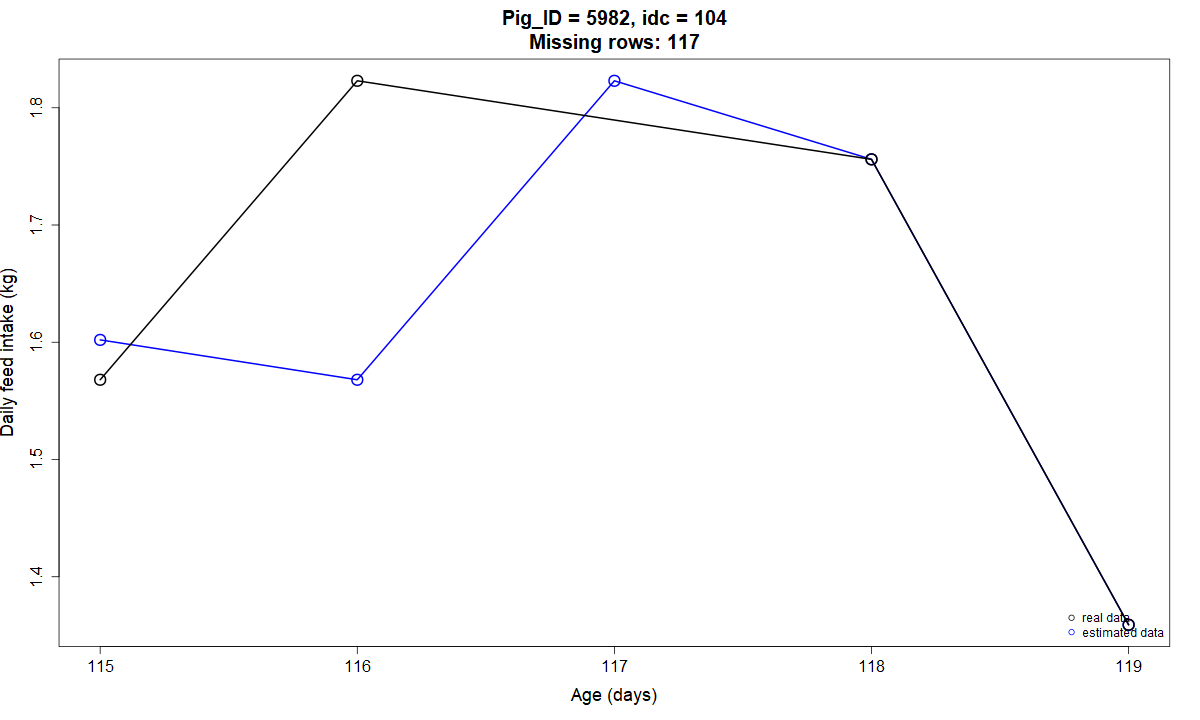 Pig_ID = 5982, idc = 104
Missing rows: 117
Daily feed intake (kg)
1.8
1.7
1.6
1.5
1.4
real data
estimated data
115 116 117 118 119
Age (days)